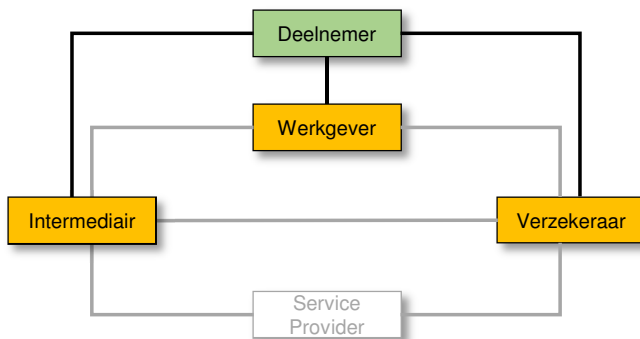 Deelnemer
Werkgever
Intermediair
Verzekeraar
Service
Provider